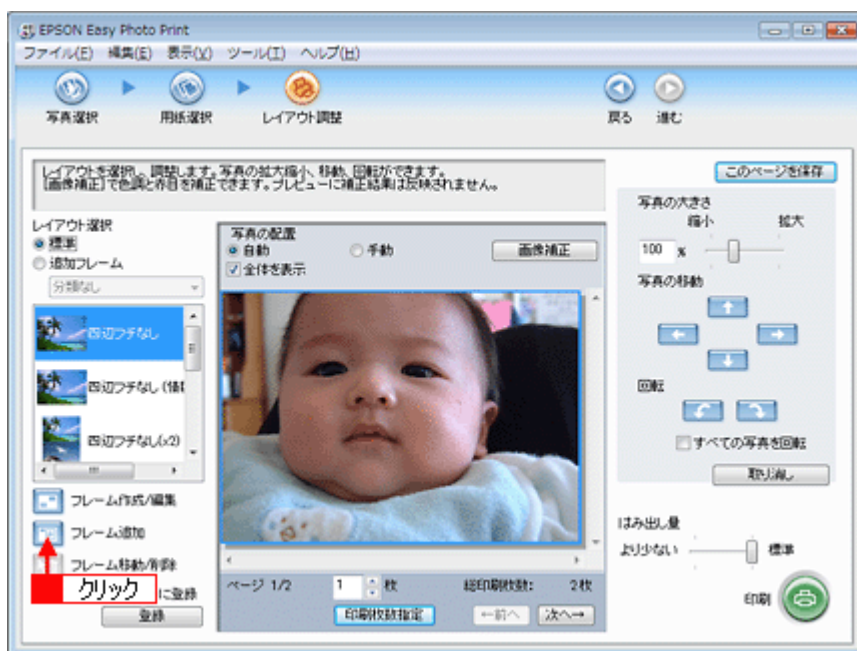 EPSON Easy Photo Print
ファイル(F) 編集(E) 表示(V) ツール(T) ヘルプ(H)
写真選択 用紙選択 レイアウト調整 戻る 進む
レイアウトを選択し、調整します。写真の拡大縮小、移動、回転ができます。
[画像補正]で色調と赤目を補正できます。プレビューに補正結果は反映されません。
このページを保存
レイアウト選択
標準
追加フレーム
分類なし
四辺フチなし
四辺フチなし (情
四辺フチなし(x2)
フレーム作成/編集
フレーム追加
フレーム移動/削除
クリック
に登録
登録
写真の配置
自動 手動 画像補正
全体を表示
ページ 1/2 1 枚 総印刷枚数: 2枚
印刷枚数指定 ←前へ 次へ→
写真の大きさ
縮小 拡大
100 %
写真の移動
回転
すべての写真を回転
取り消し
はみ出し量
より少ない 標準
印刷